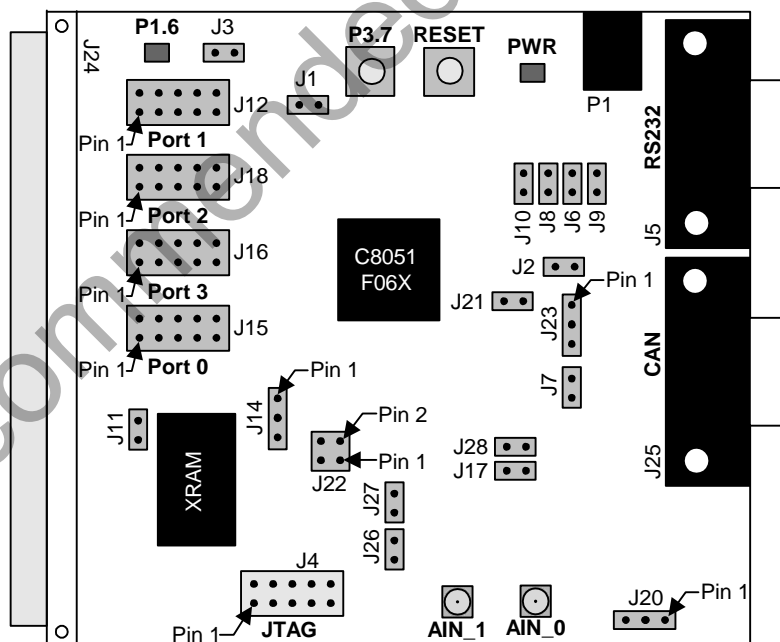 P1.6
J3
P3.7
RESET
PWR
J24
J1
P1
J12
Pin 1
Port 1
RS232
J5
J18
Pin 1
Port 2
J10
J8
J6
J9
J16
Pin 1
Port 3
C8051
F06X
J2
J21
J23
Pin 1
J15
Pin 1
Port 0
CAN
J25
J7
J11
XRAM
J14
Pin 1
Pin 2
Pin 1
J22
J28
J17
J27
J26
J4
Pin 1
JTAG
AIN_1
AIN_0
J20
Pin 1
commended